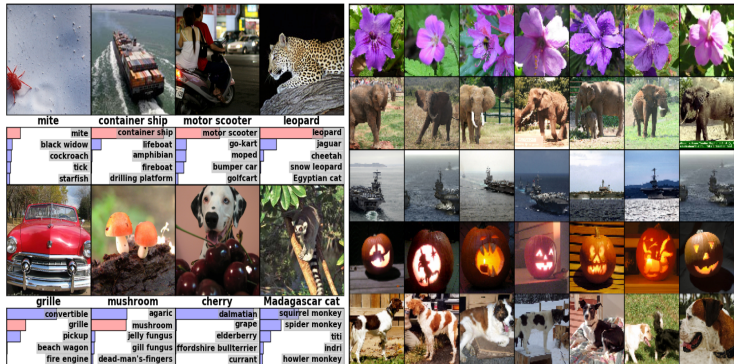 mite container ship motor scooter leopard
mite container ship motor scooter leopard
black widow lifeboat go-kart jaguar
cockroach amphibian moped cheetah
tick fireboat bumper car snow leopard
starfish drilling platform golfcart Egyptian cat
grille mushroom cherry Madagascar cat
convertible agaric dalmatian squirrel monkey
grille mushroom grape spider monkey
pickup jelly fungus elderberry titi
beach wagon gill fungus ffordshire bullterrier indri
fire engine dead-man's-fingers currant howler monkey